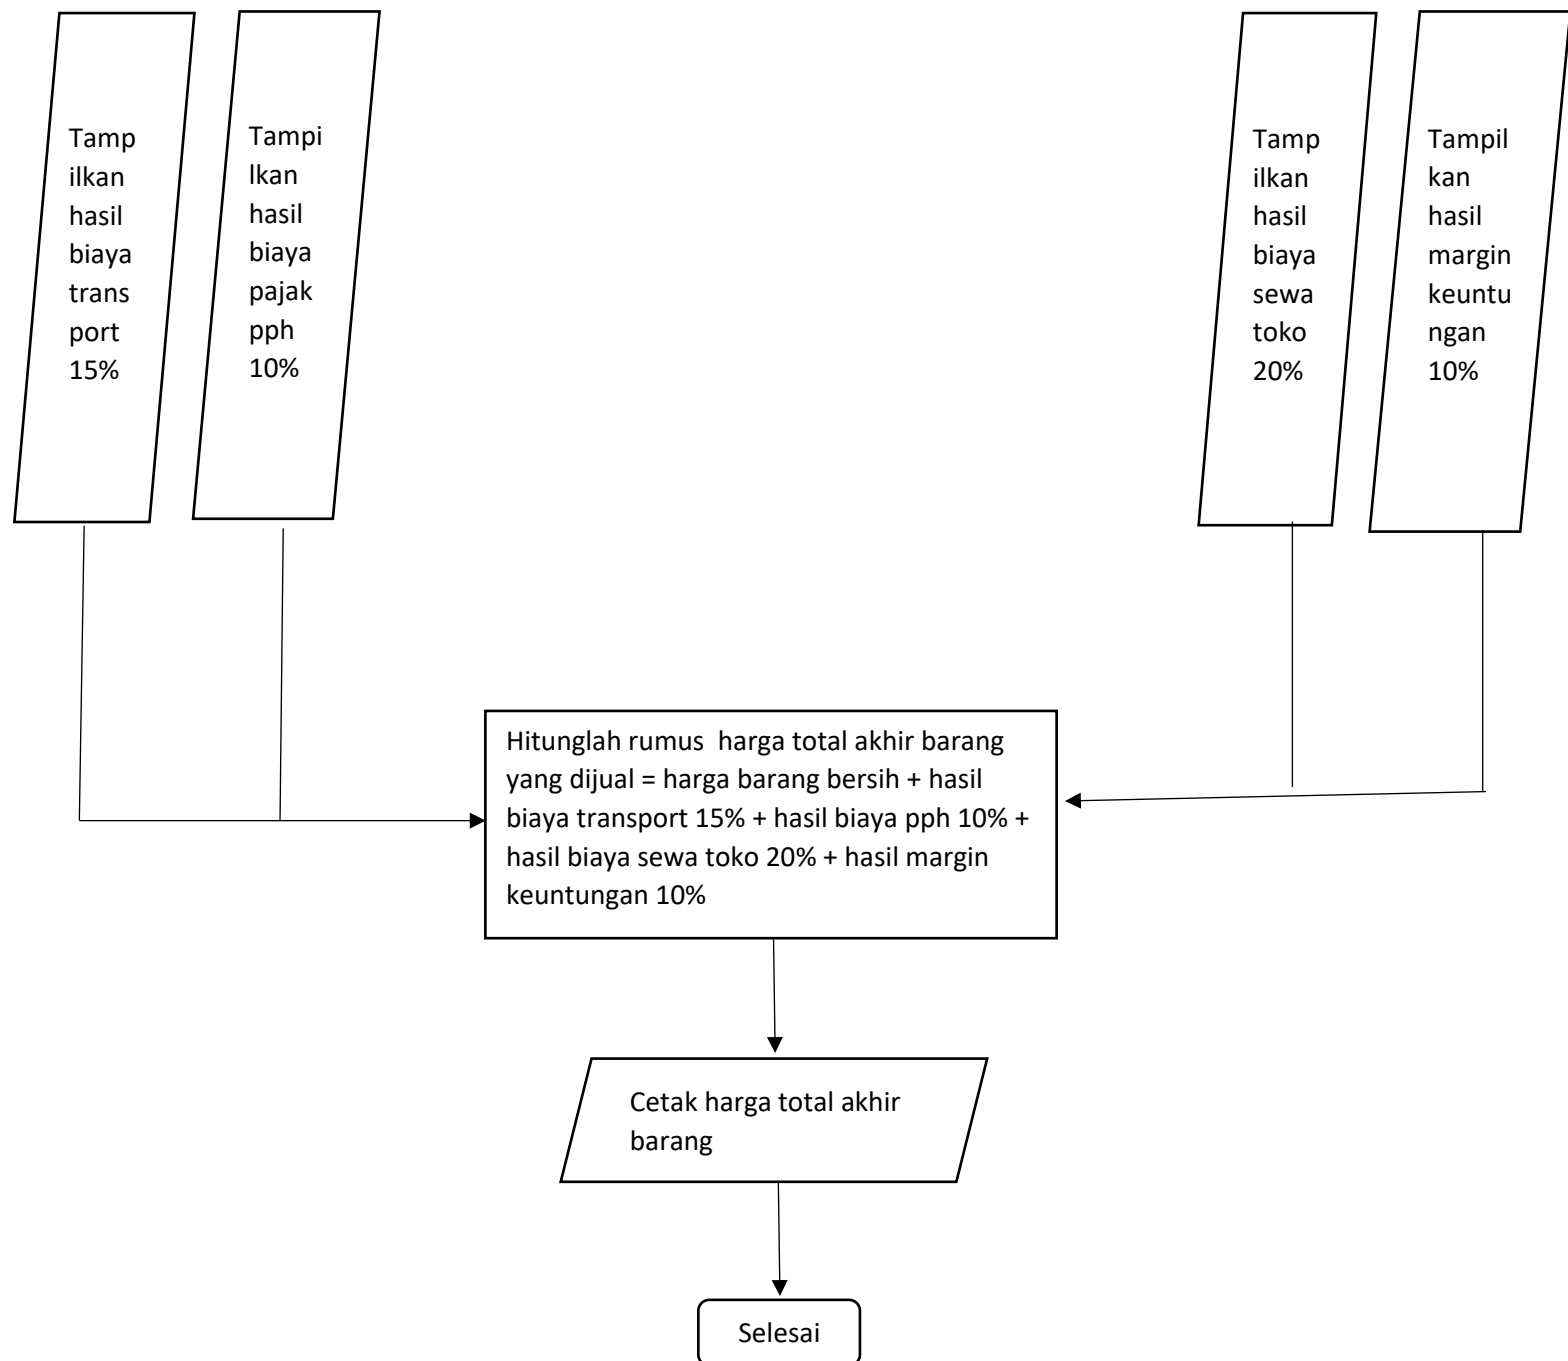 Tamp
ilkan
hasil
biaya
trans
port
15%
Tampi
lkan
hasil
biaya
pajak
pph
10%
Tamp
ilkan
hasil
biaya
sewa
toko
20%
Tampil
kan
hasil
margin
keuntu
ngan
10%
Hitunglah rumus  harga total akhir barang
yang dijual = harga barang bersih + hasil
biaya transport 15% + hasil biaya pph 10% +
hasil biaya sewa toko 20% + hasil margin
keuntungan 10%
Cetak harga total akhir
barang
Selesai